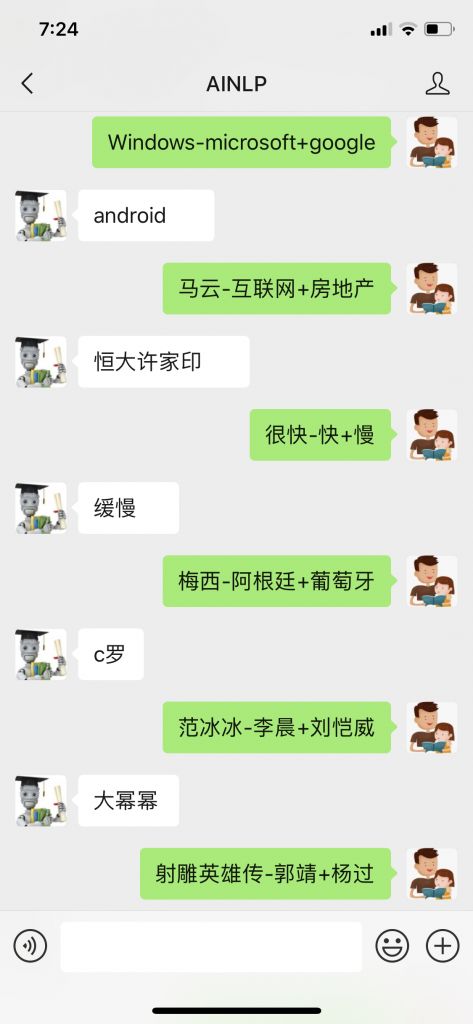 7:24
AINLP
Windows-microsoft+google
android
马云-互联网+房地产
恒大许家印
很快-快+慢
缓慢
梅西-阿根廷+葡萄牙
c罗
范冰冰-李晨+刘恺威
大幂幂
射雕英雄传-郭靖+杨过